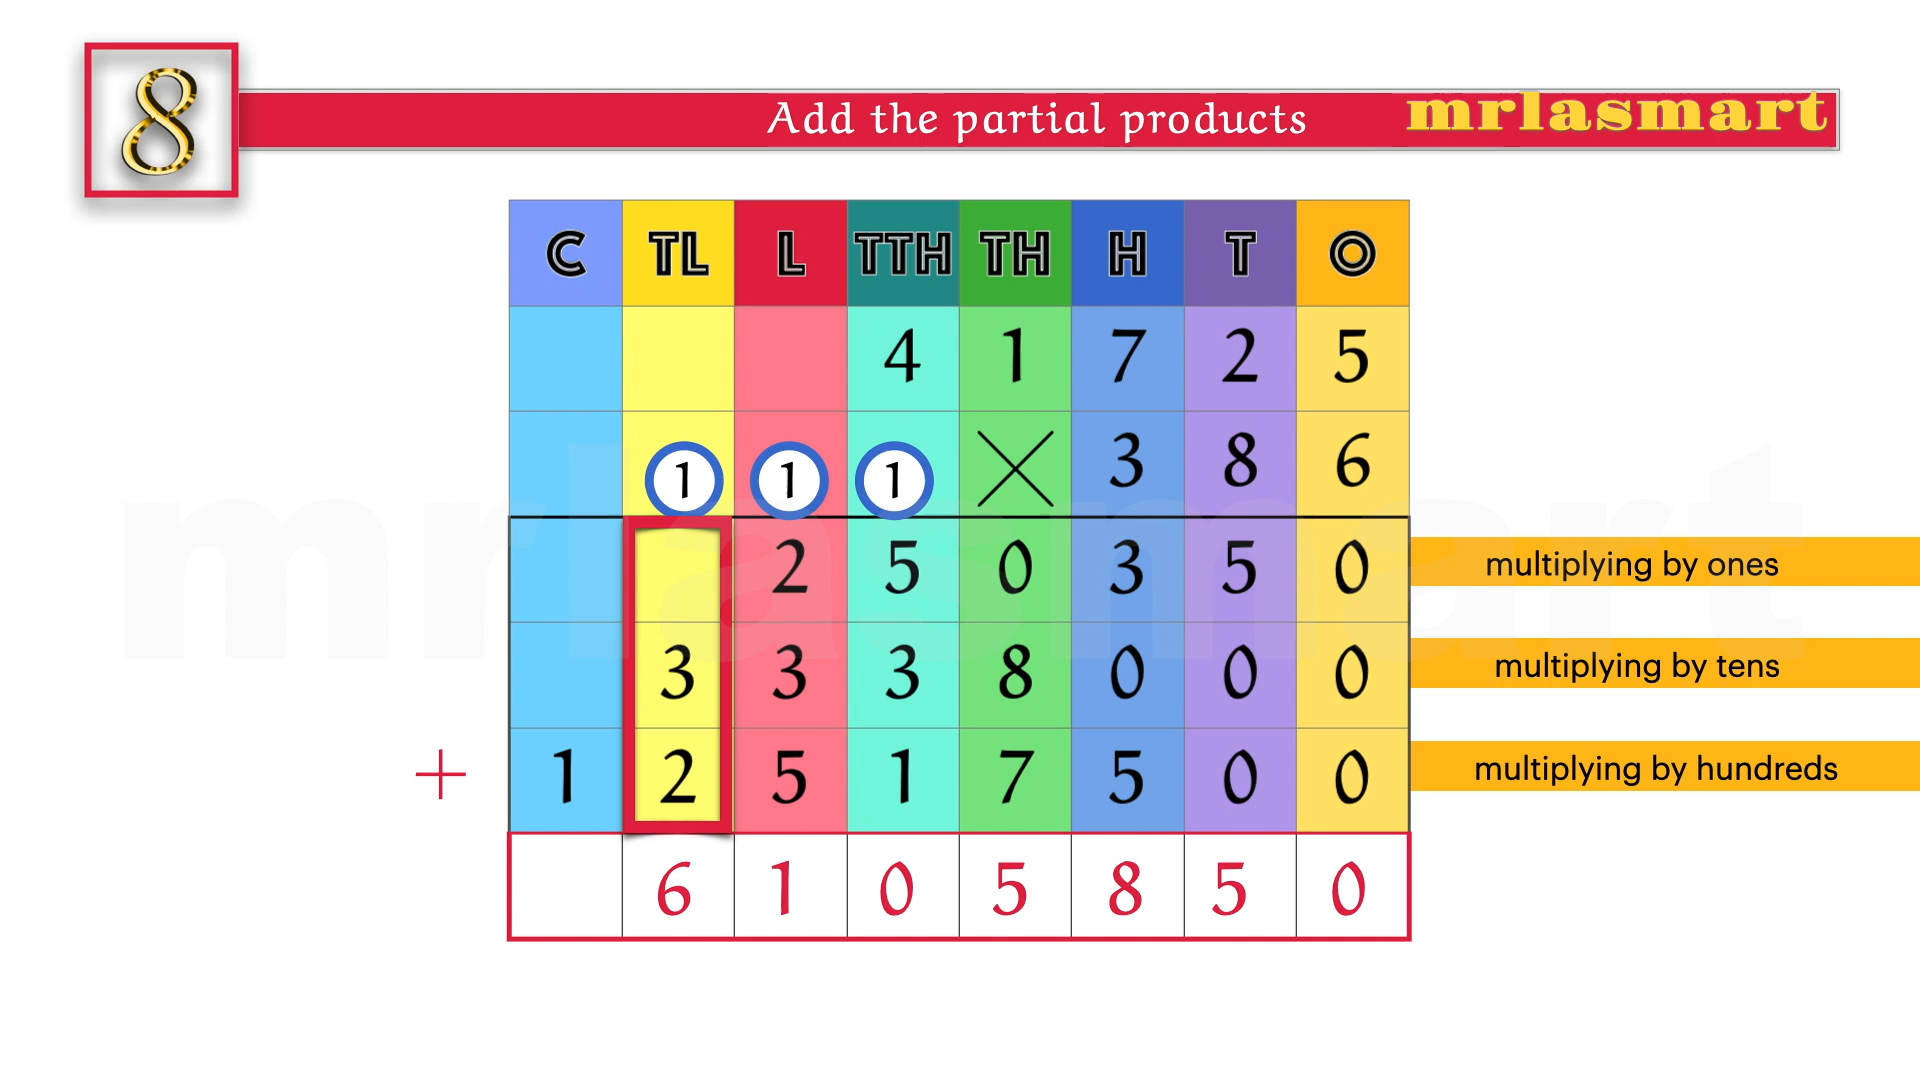 8
Add the partial products
mrlasmart
C TL L TTH TH H T O
4 1 7 2 5
1 1 1 × 3 8 6
2 5 0 3 5 0 multiplying by ones
3 3 3 8 0 0 0 multiplying by tens
+ 1 2 5 1 7 5 0 0 multiplying by hundreds
6 1 0 5 8 5 0
mrlasmart